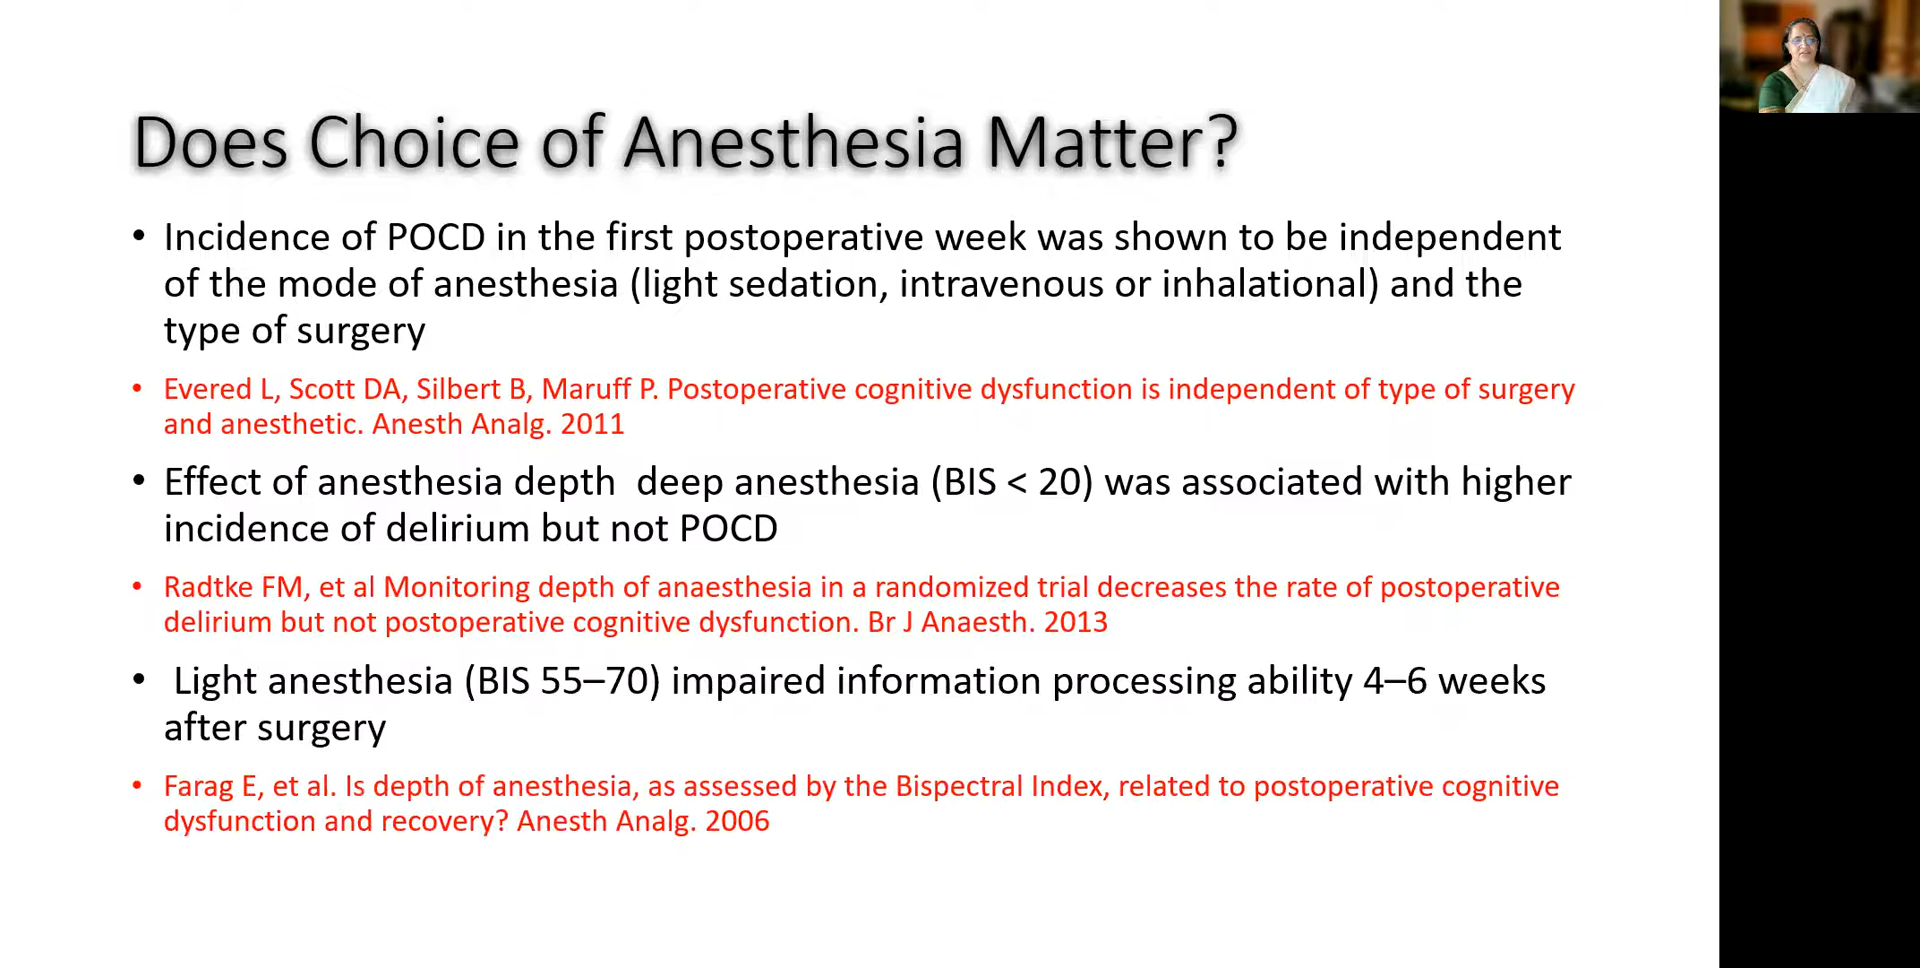 Does Choice of Anesthesia Matter?
• Incidence of POCD in the first postoperative week was shown to be independent
of the mode of anesthesia (light sedation, intravenous or inhalational) and the
type of surgery
• Evered L, Scott DA, Silbert B, Maruff P. Postoperative cognitive dysfunction is independent of type of surgery
and anesthetic. Anesth Analg. 2011
• Effect of anesthesia depth  deep anesthesia (BIS < 20) was associated with higher
incidence of delirium but not POCD
• Radtke FM, et al Monitoring depth of anaesthesia in a randomized trial decreases the rate of postoperative
delirium but not postoperative cognitive dysfunction. Br J Anaesth. 2013
• Light anesthesia (BIS 55–70) impaired information processing ability 4–6 weeks
after surgery
• Farag E, et al. Is depth of anesthesia, as assessed by the Bispectral Index, related to postoperative cognitive
dysfunction and recovery? Anesth Analg. 2006